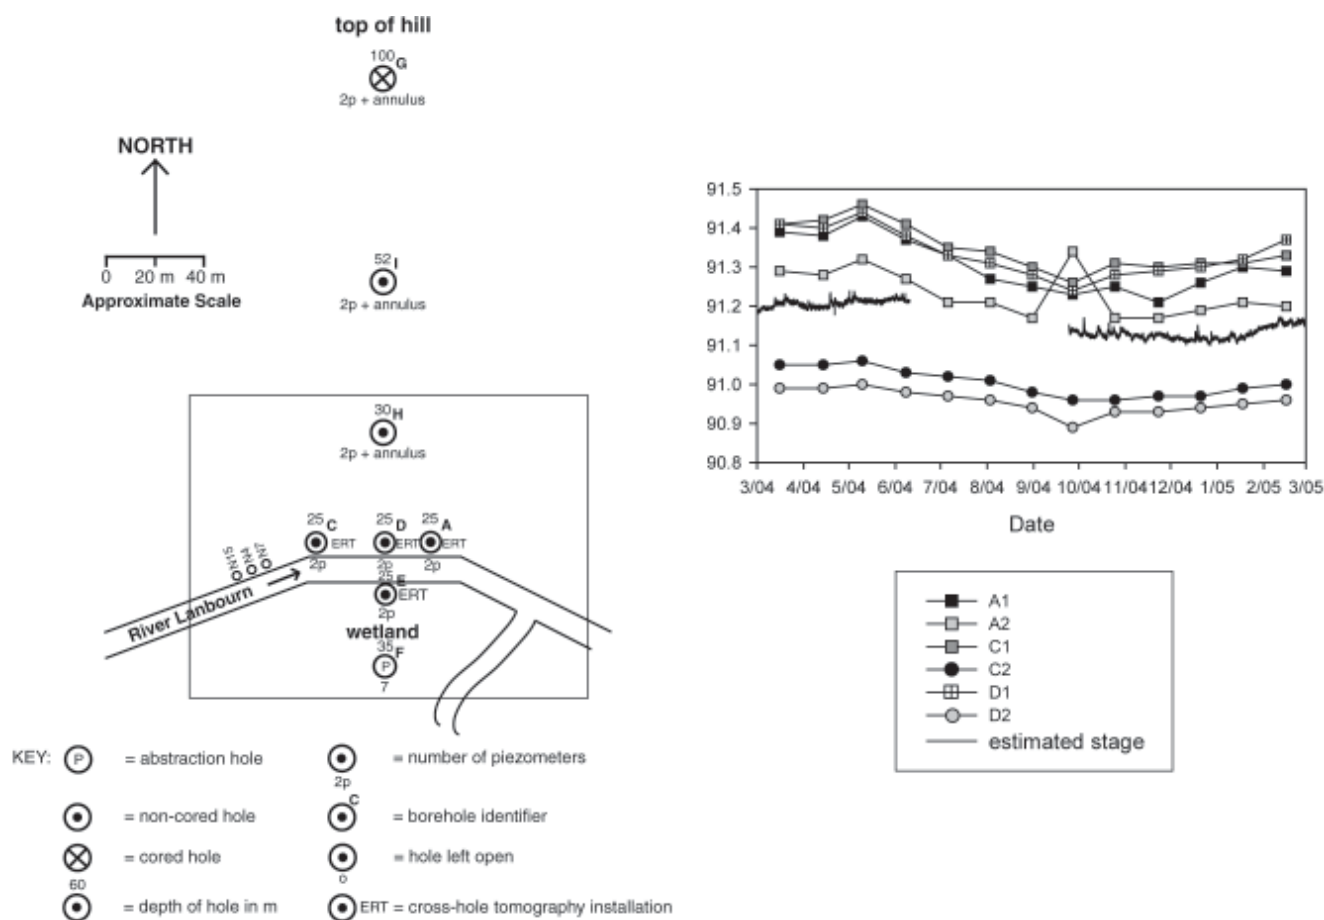 top of hill
100 G
2p + annulus
NORTH
0 20 m 40 m
Approximate Scale
52 I
2p + annulus
30 H
2p + annulus
25 C ERT
2p
25 D ERT
2p
25 A ERT
2p
N15 N4 N7
River Lanbourn
25 E ERT
2p
wetland
35 F
P
7
KEY:
P = abstraction hole
2p = number of piezometers
= non-cored hole
C = borehole identifier
= cored hole
o = hole left open
60 = depth of hole in m
ERT = cross-hole tomography installation
91.5
91.4
91.3
91.2
91.1
91.0
90.9
90.8
3/04 4/04 5/04 6/04 7/04 8/04 9/04 10/04 11/04 12/04 1/05 2/05 3/05
Date
A1
A2
C1
C2
D1
D2
estimated stage